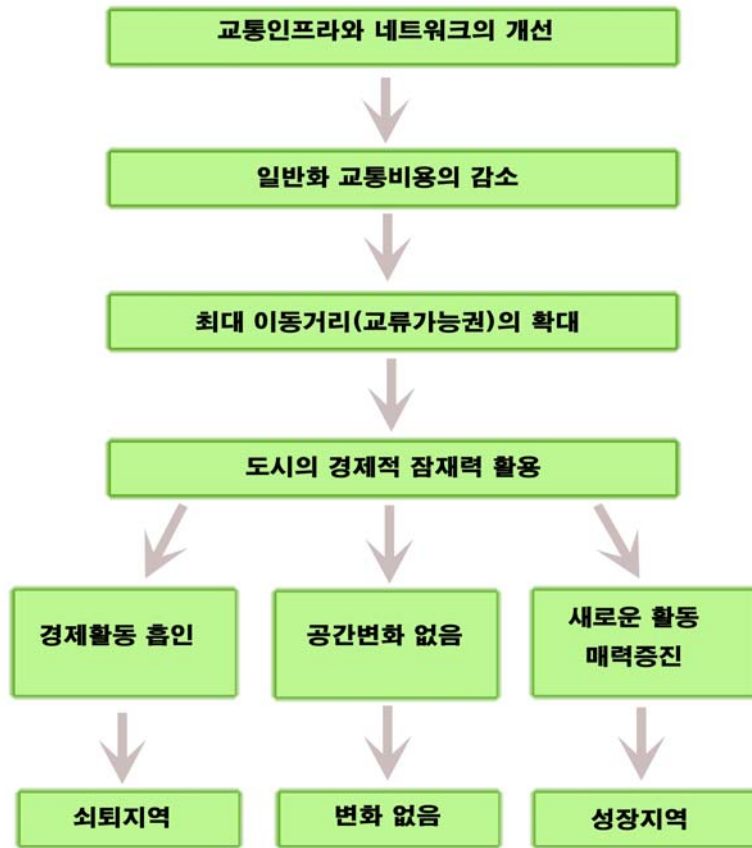 교통인프라와 네트워크의 개선
일반화 교통비용의 감소
최대 이동거리(교류가능권)의 확대
도시의 경제적 잠재력 활용
경제활동 흡인
공간변화 없음
새로운 활동
매력증진
쇠퇴지역
변화 없음
성장지역